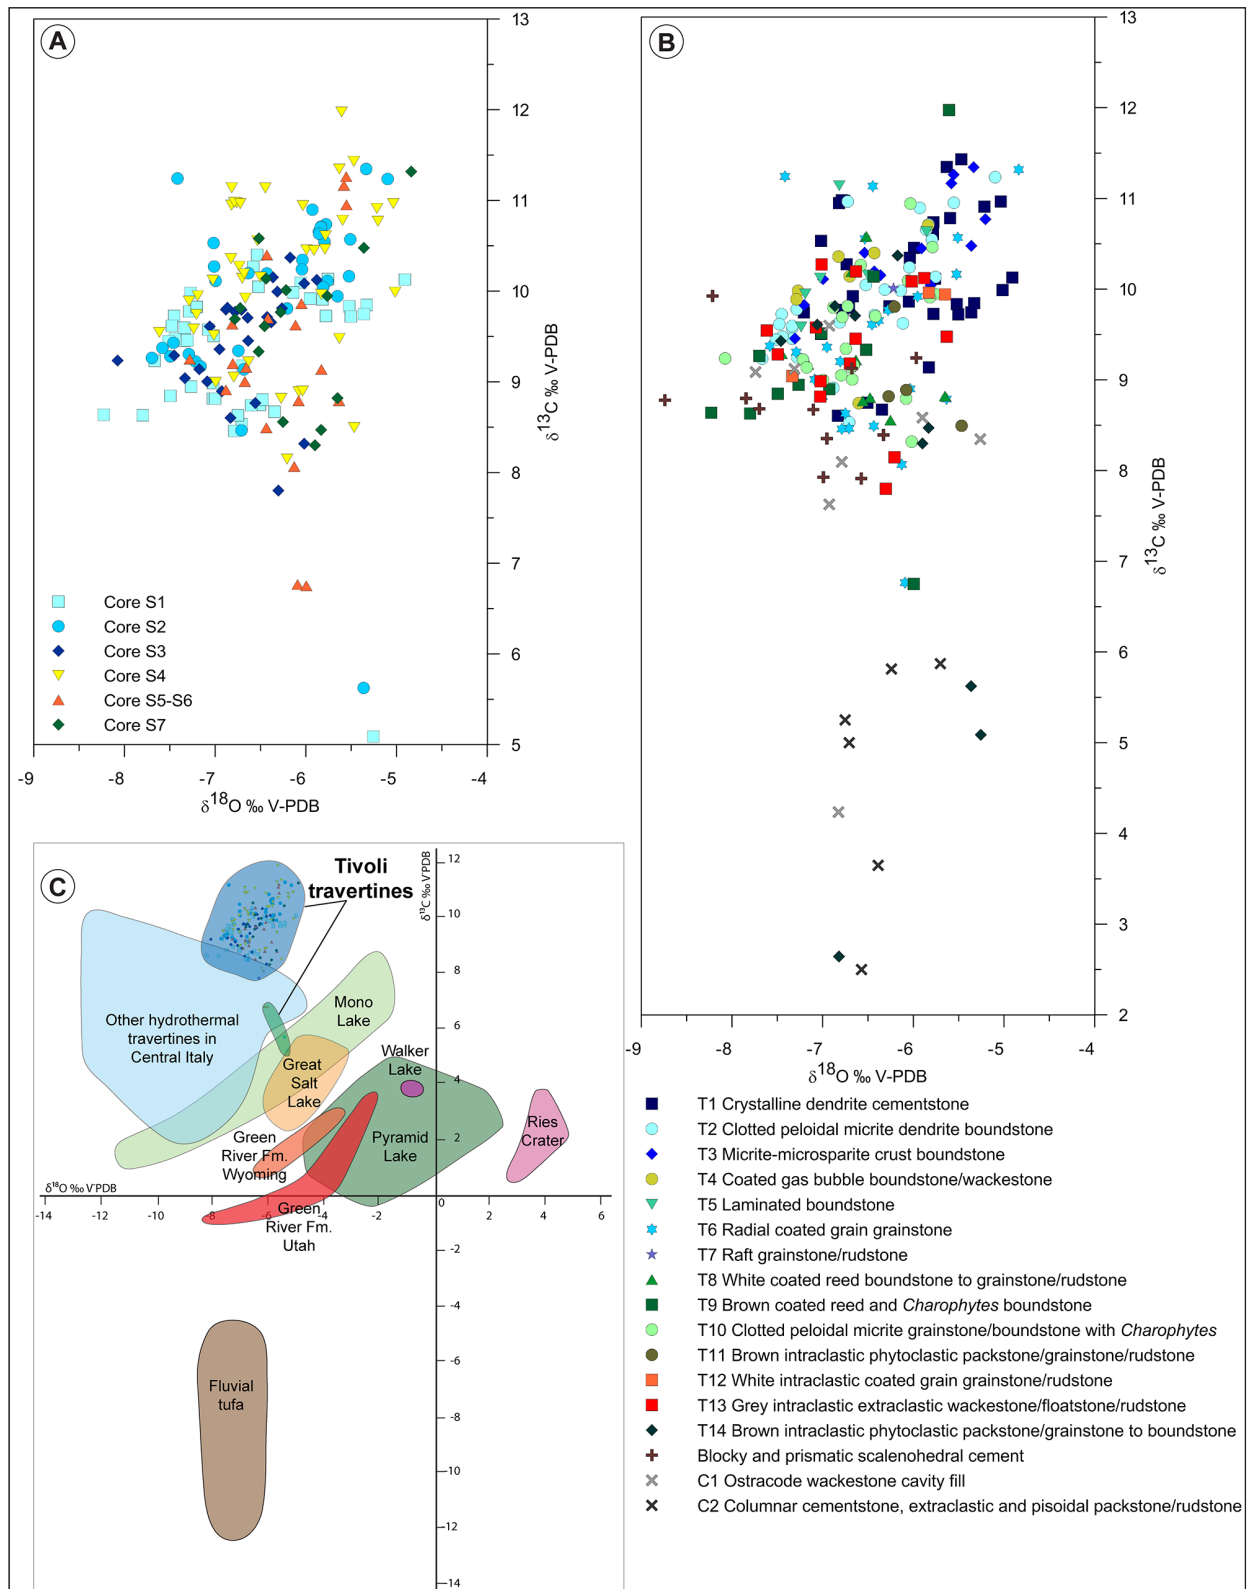 A
13
12
11
10
9
8
7
6
5
δ13C ‰ V-PDB
Core S1
Core S2
Core S3
Core S4
Core S5-S6
Core S7
-9
-8
-7
-6
-5
-4
δ18O ‰ V-PDB
B
13
12
11
10
9
8
7
6
5
4
3
2
δ13C ‰ V-PDB
-9
-8
-7
-6
-5
-4
δ18O ‰ V-PDB
T1 Crystalline dendrite cementstone
T2 Clotted peloidal micrite dendrite boundstone
T3 Micrite-microsparite crust boundstone
T4 Coated gas bubble boundstone/wackestone
T5 Laminated boundstone
T6 Radial coated grain grainstone
T7 Raft grainstone/rudstone
T8 White coated reed boundstone to grainstone/rudstone
T9 Brown coated reed and Charophytes boundstone
T10 Clotted peloidal micrite grainstone/boundstone with Charophytes
T11 Brown intraclastic phytoclastic packstone/grainstone/rudstone
T12 White intraclastic coated grain grainstone/rudstone
T13 Grey intraclastic extraclastic wackestone/floatstone/rudstone
T14 Brown intraclastic phytoclastic packstone/grainstone to boundstone
Blocky and prismatic scalenohedral cement
C1 Ostracode wackestone cavity fill
C2 Columnar cementstone, extraclastic and pisoidal packstone/rudstone
C
Tivoli
travertines
δ13C ‰ V'PDB
12
10
8
6
4
2
0
-2
-4
-6
-8
-10
-12
-14
Other hydrothermal
travertines in
Central Italy
Mono
Lake
Walker
Lake
Great
Salt
Lake
Green
River Fm.
Wyoming
Pyramid
Lake
Ries
Crater
δ18O ‰ V'PDB
-14
-12
-10
-8
-6
-4
-2
2
4
6
Green
River Fm.
Utah
Fluvial
tufa